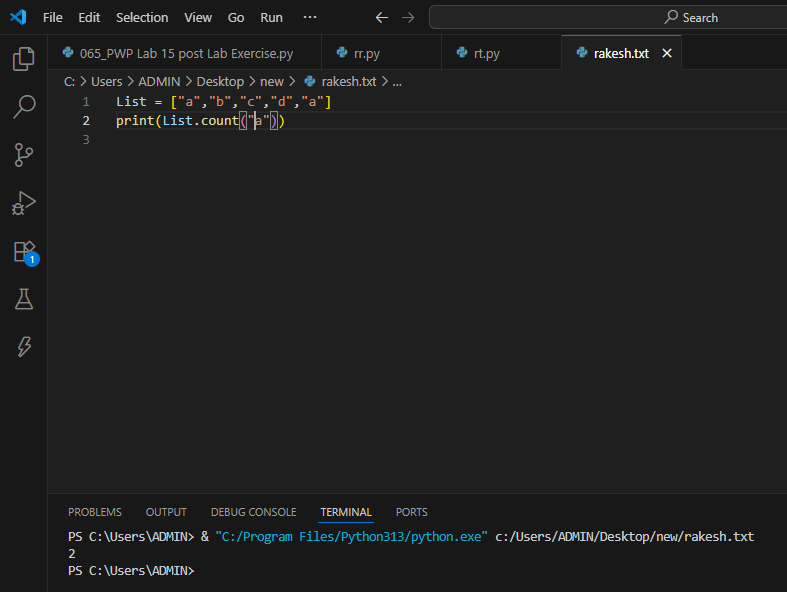 File Edit Selection View Go Run ··· ← → Search
065_PWP Lab 15 post Lab Exercise.py rr.py rt.py rakesh.txt ×
C: > Users > ADMIN > Desktop > new > rakesh.txt > ...
1 List = ["a","b","c","d","a"]
2 print(List.count("a"))
3
1
PROBLEMS OUTPUT DEBUG CONSOLE TERMINAL PORTS
PS C:\Users\ADMIN> & "C:/Program Files/Python313/python.exe" c:/Users/ADMIN/Desktop/new/rakesh.txt
2
PS C:\Users\ADMIN>